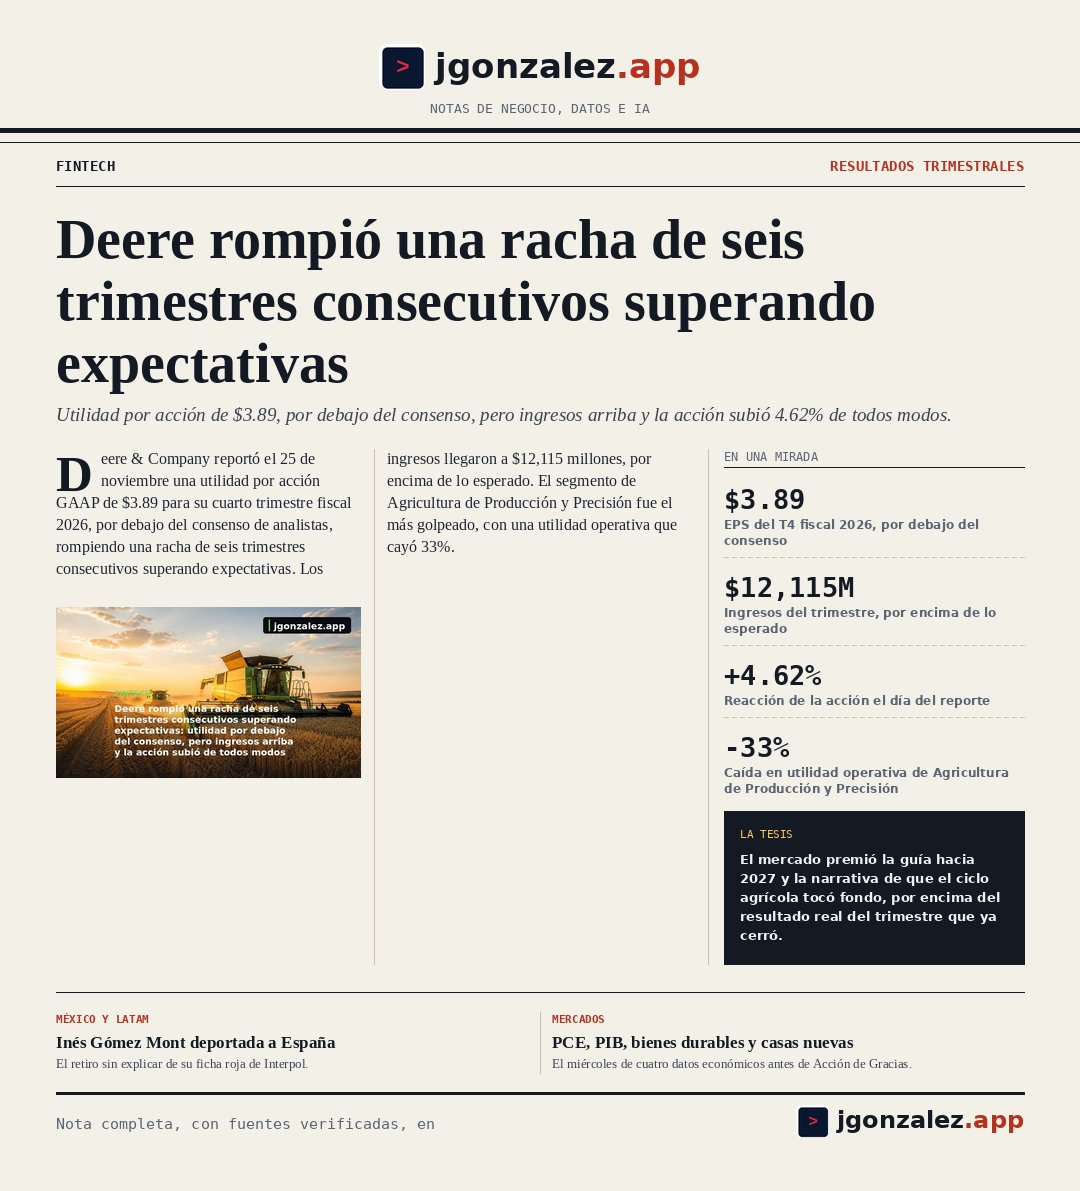 > jgonzalez.app
NOTAS DE NEGOCIO, DATOS E IA
FINTECH
RESULTADOS TRIMESTRALES
Deere rompió una racha de seis
trimestres consecutivos superando
expectativas
Utilidad por acción de $3.89, por debajo del consenso, pero ingresos arriba y la acción subió 4.62% de todos modos.
Deere & Company reportó el 25 de
noviembre una utilidad por acción
GAAP de $3.89 para su cuarto trimestre fiscal
2026, por debajo del consenso de analistas,
rompiendo una racha de seis trimestres
consecutivos superando expectativas. Los
ingresos llegaron a $12,115 millones, por
encima de lo esperado. El segmento de
Agricultura de Producción y Precisión fue el
más golpeado, con una utilidad operativa que
cayó 33%.
jgonzalez.app
FINTECH
Deere rompió una racha de seis
trimestres consecutivos superando
expectativas: utilidad por debajo
del consenso, pero ingresos arriba
y la acción subió de todos modos
EN UNA MIRADA
$3.89
EPS del T4 fiscal 2026, por debajo del
consenso
$12,115M
Ingresos del trimestre, por encima de lo
esperado
+4.62%
Reacción de la acción el día del reporte
-33%
Caída en utilidad operativa de Agricultura
de Producción y Precisión
LA TESIS
El mercado premió la guía hacia
2027 y la narrativa de que el ciclo
agrícola tocó fondo, por encima del
resultado real del trimestre que ya
cerró.
MÉXICO Y LATAM
Inés Gómez Mont deportada a España
El retiro sin explicar de su ficha roja de Interpol.
MERCADOS
PCE, PIB, bienes durables y casas nuevas
El miércoles de cuatro datos económicos antes de Acción de Gracias.
Nota completa, con fuentes verificadas, en
> jgonzalez.app